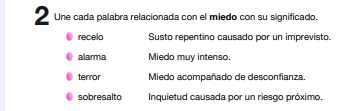 2 Une cada palabra relacionada con el miedo con su significado.
recelo Susto repentino causado por un imprevisto.
alarma Miedo muy intenso.
terror Miedo acompañado de desconfianza.
sobresalto Inquietud causada por un riesgo próximo.